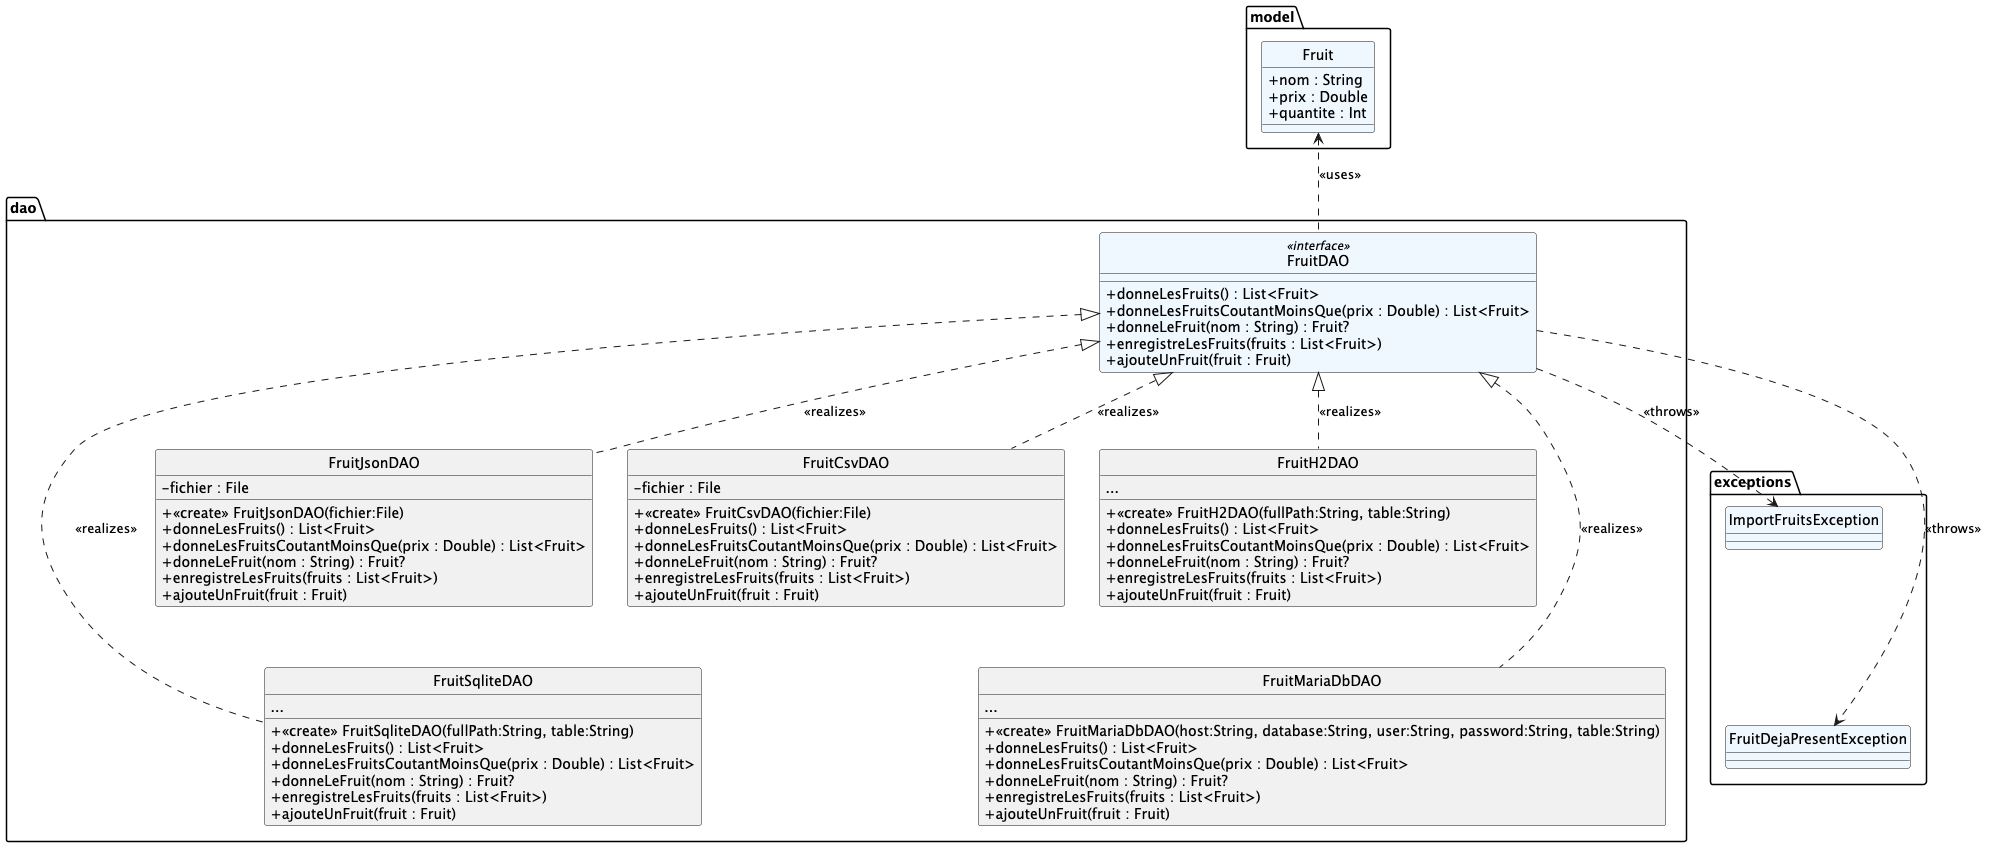 model
Fruit
+nom : String
+prix : Double
+quantite : Int
«uses»
dao
«interface»
FruitDAO
+donneLesFruits() : List<Fruit>
+donneLesFruitsCoutantMoinsQue(prix : Double) : List<Fruit>
+donneLeFruit(nom : String) : Fruit?
+enregistreLesFruits(fruits : List<Fruit>)
+ajouteUnFruit(fruit : Fruit)
«realizes»
«realizes»
«realizes»
«throws»
FruitJsonDAO
-fichier : File
+«create» FruitJsonDAO(fichier:File)
+donneLesFruits() : List<Fruit>
+donneLesFruitsCoutantMoinsQue(prix : Double) : List<Fruit>
+donneLeFruit(nom : String) : Fruit?
+enregistreLesFruits(fruits : List<Fruit>)
+ajouteUnFruit(fruit : Fruit)
FruitCsvDAO
-fichier : File
+«create» FruitCsvDAO(fichier:File)
+donneLesFruits() : List<Fruit>
+donneLesFruitsCoutantMoinsQue(prix : Double) : List<Fruit>
+donneLeFruit(nom : String) : Fruit?
+enregistreLesFruits(fruits : List<Fruit>)
+ajouteUnFruit(fruit : Fruit)
FruitH2DAO
...
+«create» FruitH2DAO(fullPath:String, table:String)
+donneLesFruits() : List<Fruit>
+donneLesFruitsCoutantMoinsQue(prix : Double) : List<Fruit>
+donneLeFruit(nom : String) : Fruit?
+enregistreLesFruits(fruits : List<Fruit>)
+ajouteUnFruit(fruit : Fruit)
exceptions
ImportFruitsException
«realizes»
«realizes»
«throws»
FruitSqliteDAO
...
+«create» FruitSqliteDAO(fullPath:String, table:String)
+donneLesFruits() : List<Fruit>
+donneLesFruitsCoutantMoinsQue(prix : Double) : List<Fruit>
+donneLeFruit(nom : String) : Fruit?
+enregistreLesFruits(fruits : List<Fruit>)
+ajouteUnFruit(fruit : Fruit)
FruitMariaDbDAO
...
+«create» FruitMariaDbDAO(host:String, database:String, user:String, password:String, table:String)
+donneLesFruits() : List<Fruit>
+donneLesFruitsCoutantMoinsQue(prix : Double) : List<Fruit>
+donneLeFruit(nom : String) : Fruit?
+enregistreLesFruits(fruits : List<Fruit>)
+ajouteUnFruit(fruit : Fruit)
FruitDejaPresentException